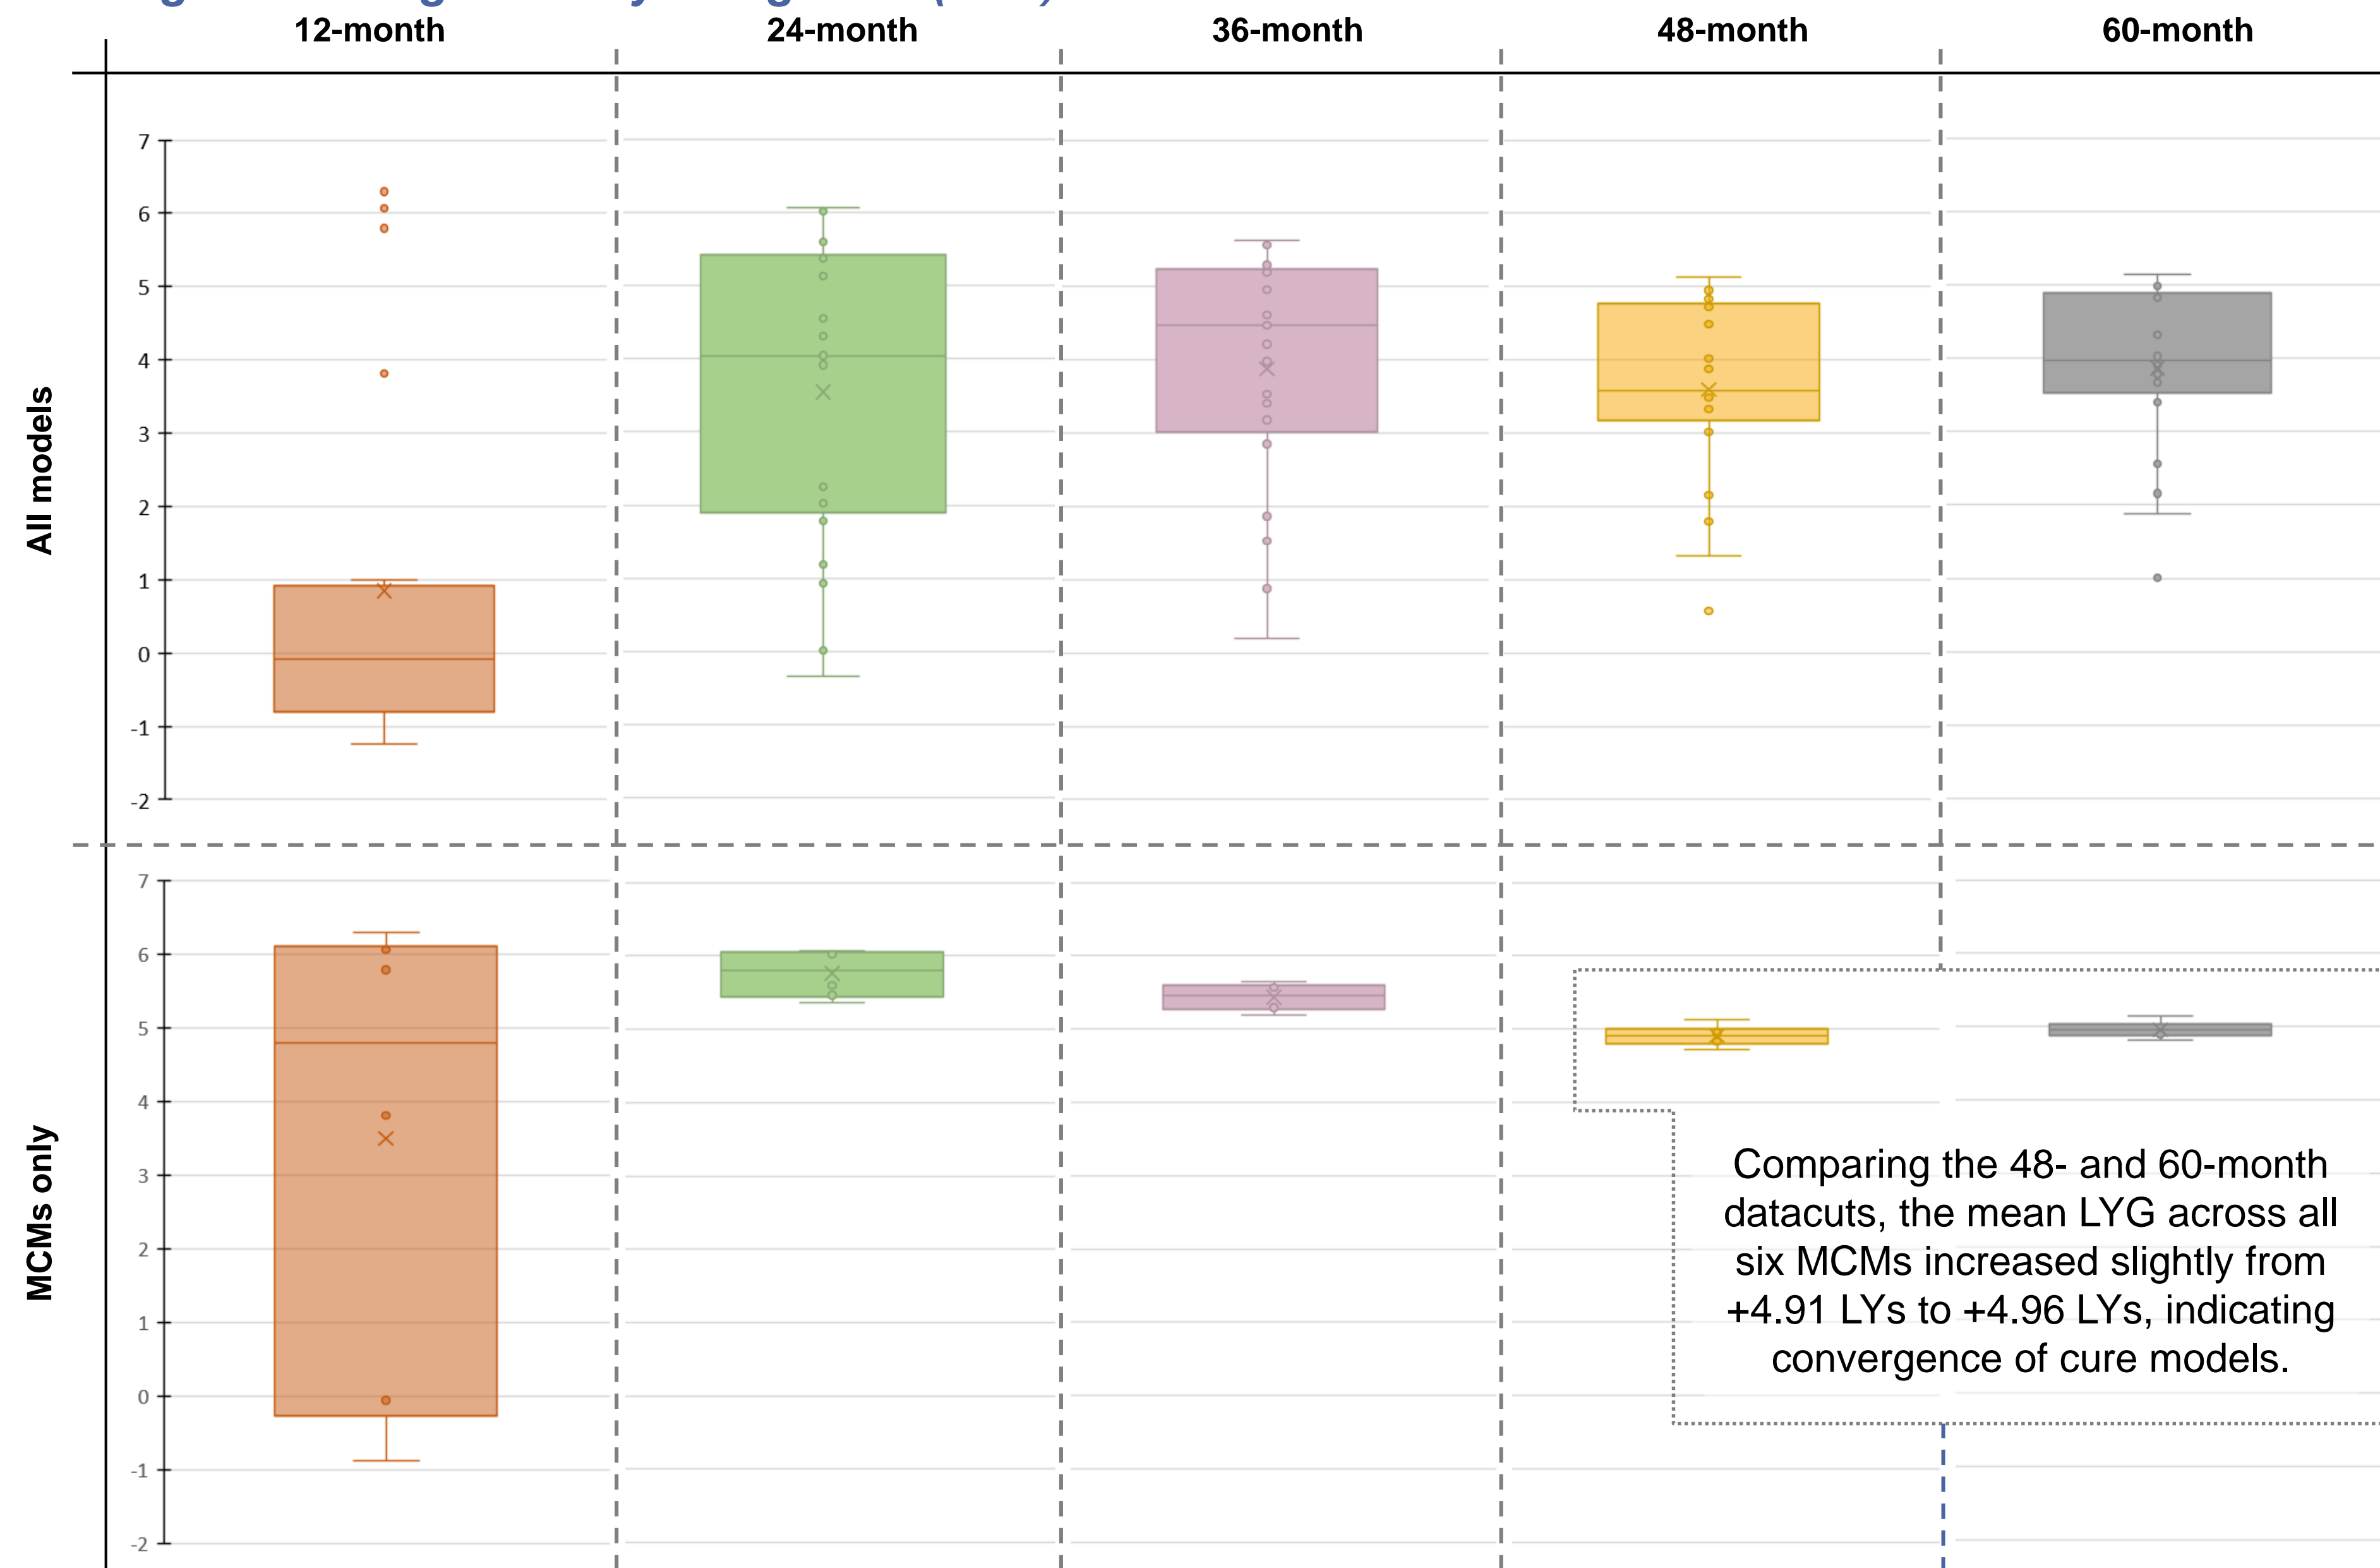 12-month 24-month 36-month 48-month 60-month
All models
7
6
5
4
3
2
1
0
-1
-2
MCMs only
7
6
5
4
3
2
1
0
-1
-2
Comparing the 48- and 60-month
datacuts, the mean LYG across all
six MCMs increased slightly from
+4.91 LYs to +4.96 LYs, indicating
convergence of cure models.